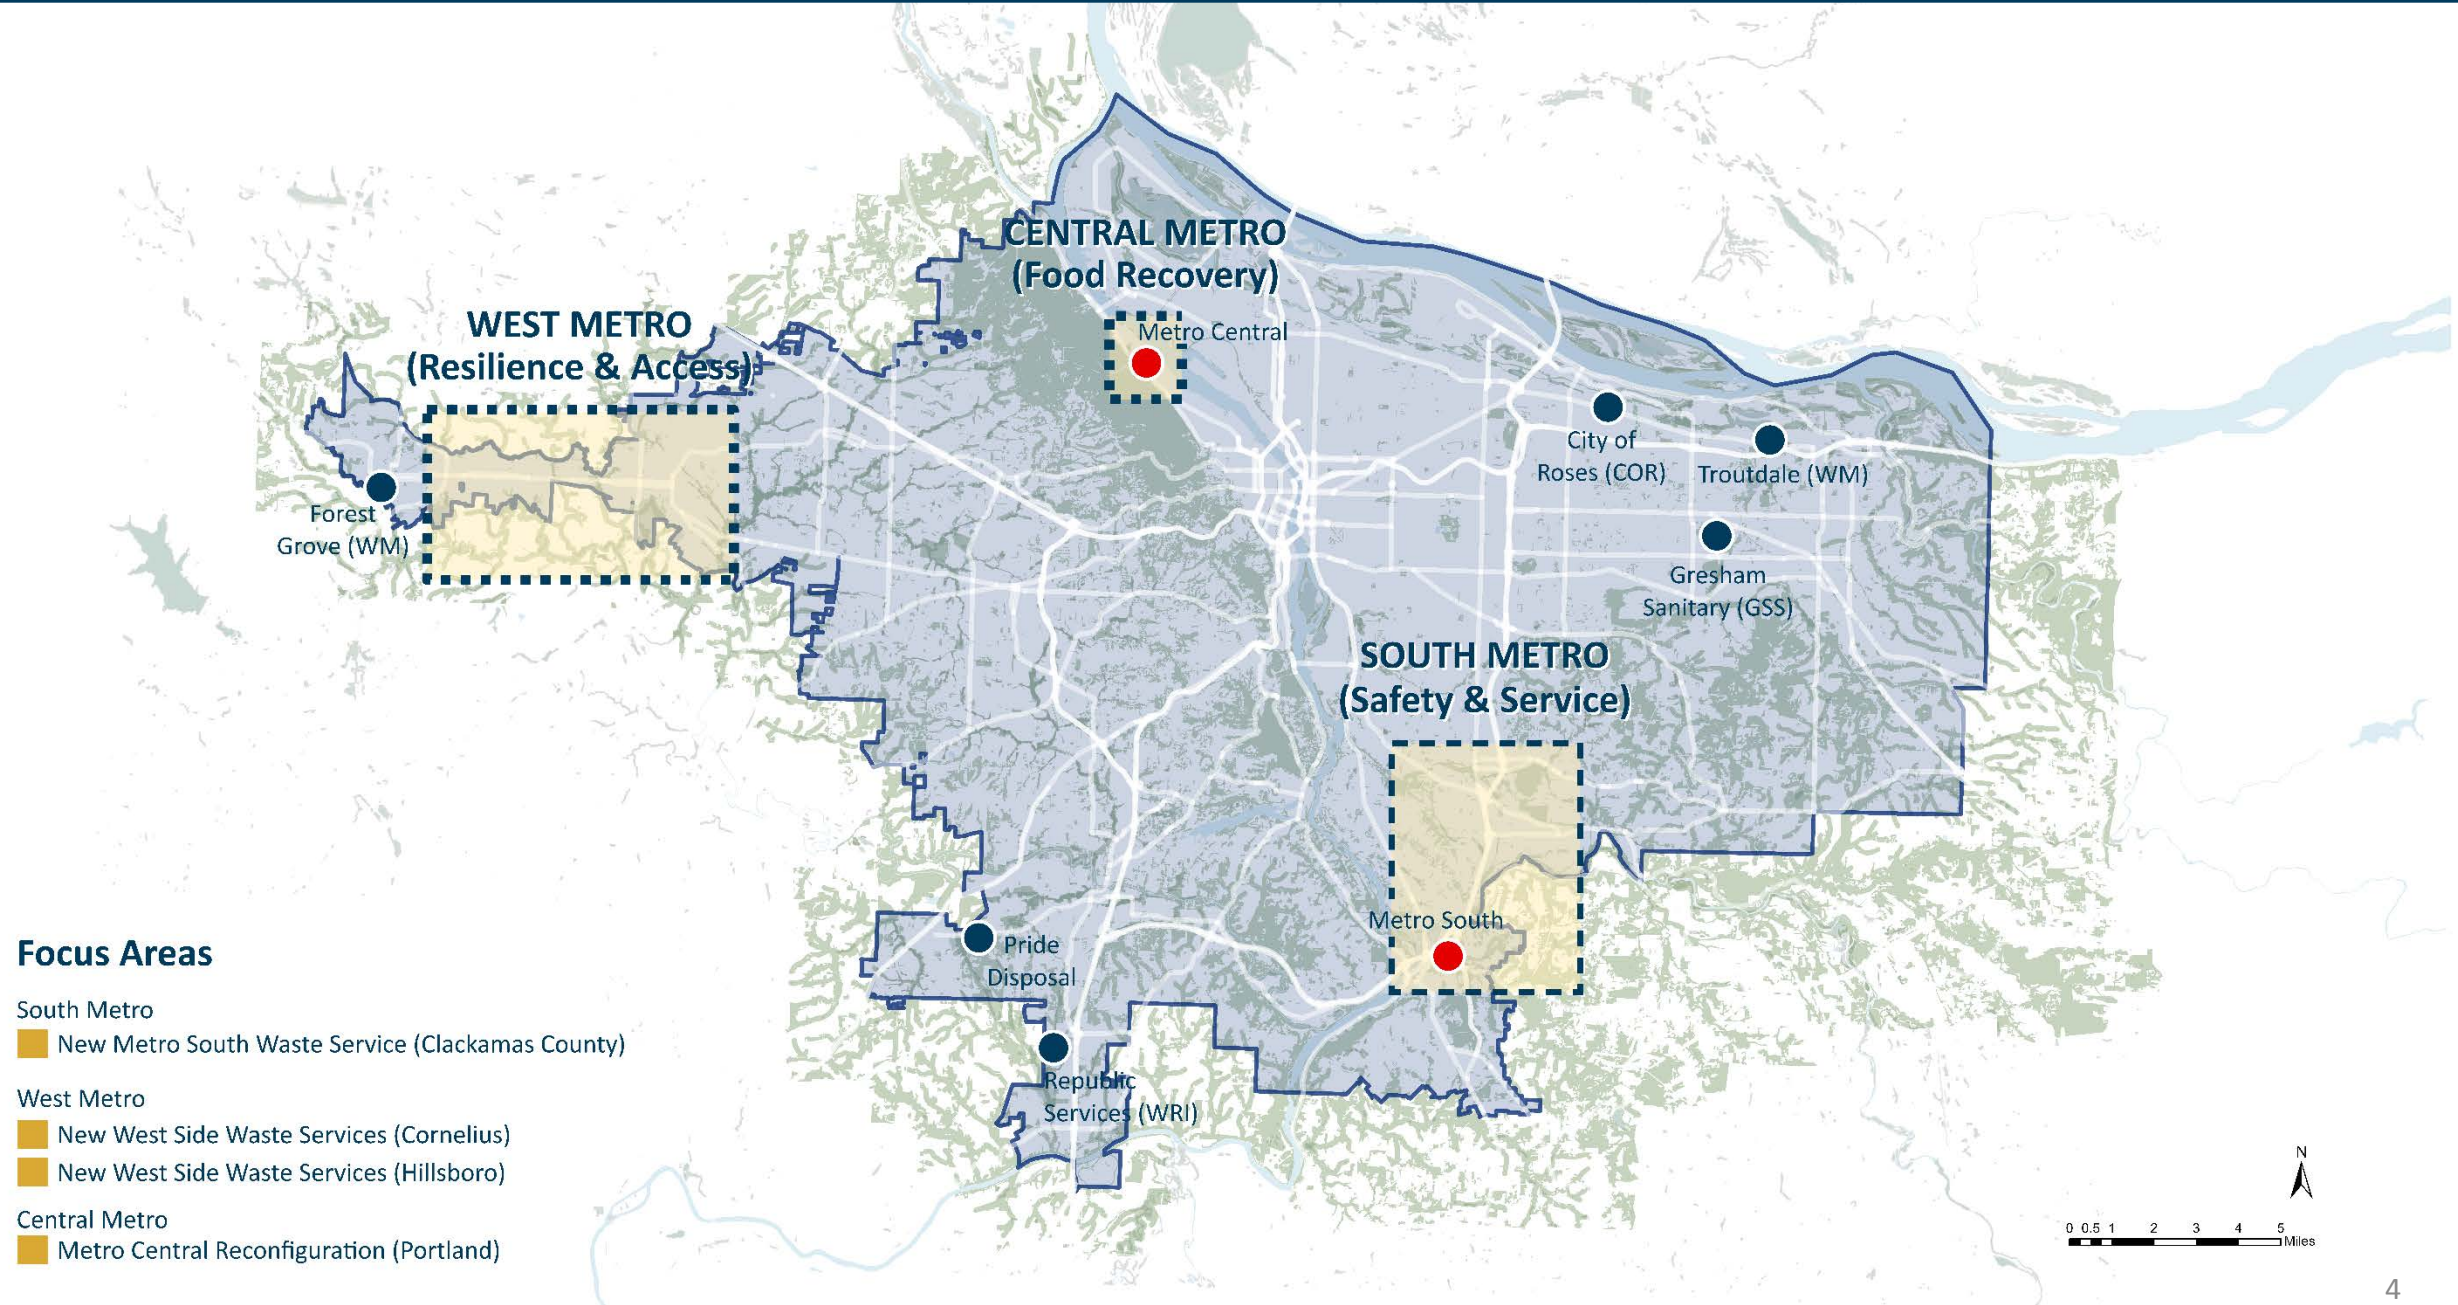 CENTRAL METRO
(Food Recovery)
Metro Central
WEST METRO
(Resilience & Access)
Forest
Grove (WM)
City of
Roses (COR)
Troutdale (WM)
Gresham
Sanitary (GSS)
SOUTH METRO
(Safety & Service)
Metro South
Pride
Disposal
Republic
Services (WRI)
Focus Areas
South Metro
New Metro South Waste Service (Clackamas County)
West Metro
New West Side Waste Services (Cornelius)
New West Side Waste Services (Hillsboro)
Central Metro
Metro Central Reconfiguration (Portland)
N
0 0.5 1 2 3 4 5
Miles
4